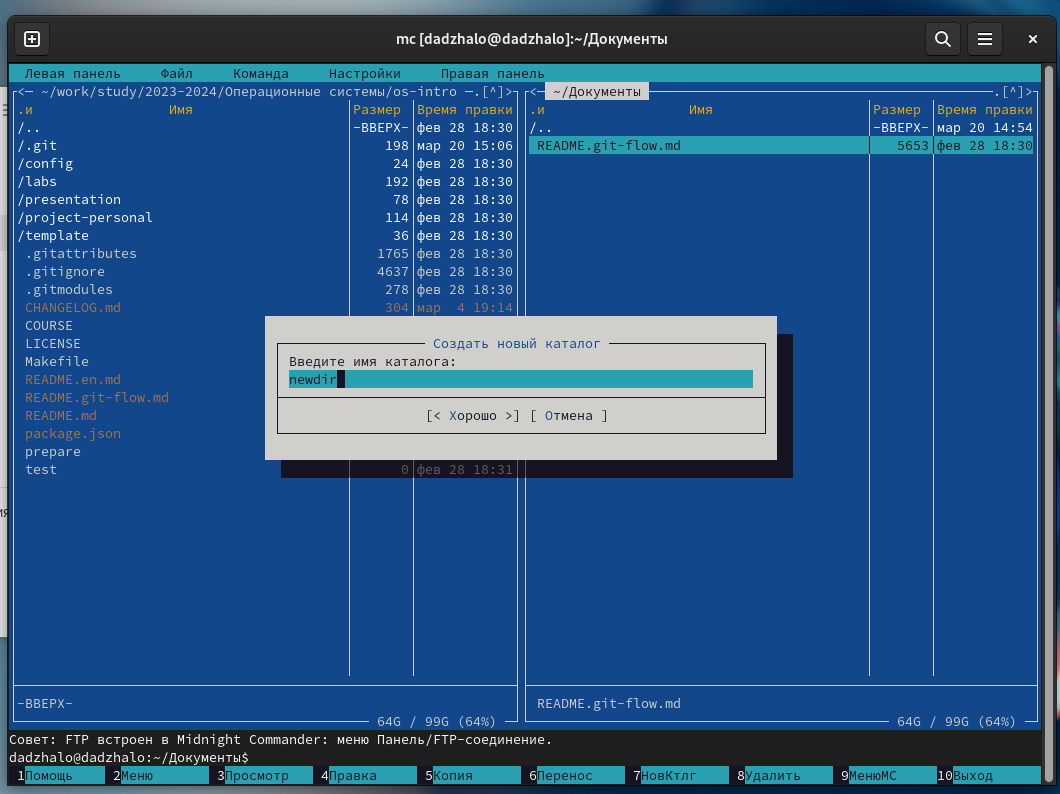 mc [dadzhalo@dadzhalo]:~/Документы
Левая панель Файл Команда Настройки Правая панель
<─ ~/work/study/2023-2024/Операционные системы/os-intro ─.[^]>
.и Имя Размер Время правки
/.. -ВВЕРХ- фев 28 18:30
/.git 198 мар 20 15:06
/config 24 фев 28 18:30
/labs 192 фев 28 18:30
/presentation 78 фев 28 18:30
/project-personal 114 фев 28 18:30
/template 36 фев 28 18:30
.gitattributes 1765 фев 28 18:30
.gitignore 4637 фев 28 18:30
.gitmodules 278 фев 28 18:30
CHANGELOG.md 304 мар 4 19:14
COURSE
LICENSE
Makefile
README.en.md
README.git-flow.md
README.md
package.json
prepare
test 0 фев 28 18:31
-ВВЕРХ-
64G / 99G (64%)
<─ ~/Документы .[^]>
.и Имя Размер Время правки
/.. -ВВЕРХ- мар 20 14:54
README.git-flow.md 5653 фев 28 18:30
README.git-flow.md
64G / 99G (64%)
Создать новый каталог
Введите имя каталога:
newdir
[< Хорошо >] [ Отмена ]
Совет: FTP встроен в Midnight Commander: меню Панель/FTP-соединение.
dadzhalo@dadzhalo:~/Документы$
1Помощь 2Меню 3Просмотр 4Правка 5Копия 6Перенос 7НовКтлг 8Удалить 9МенюМС 10Выход